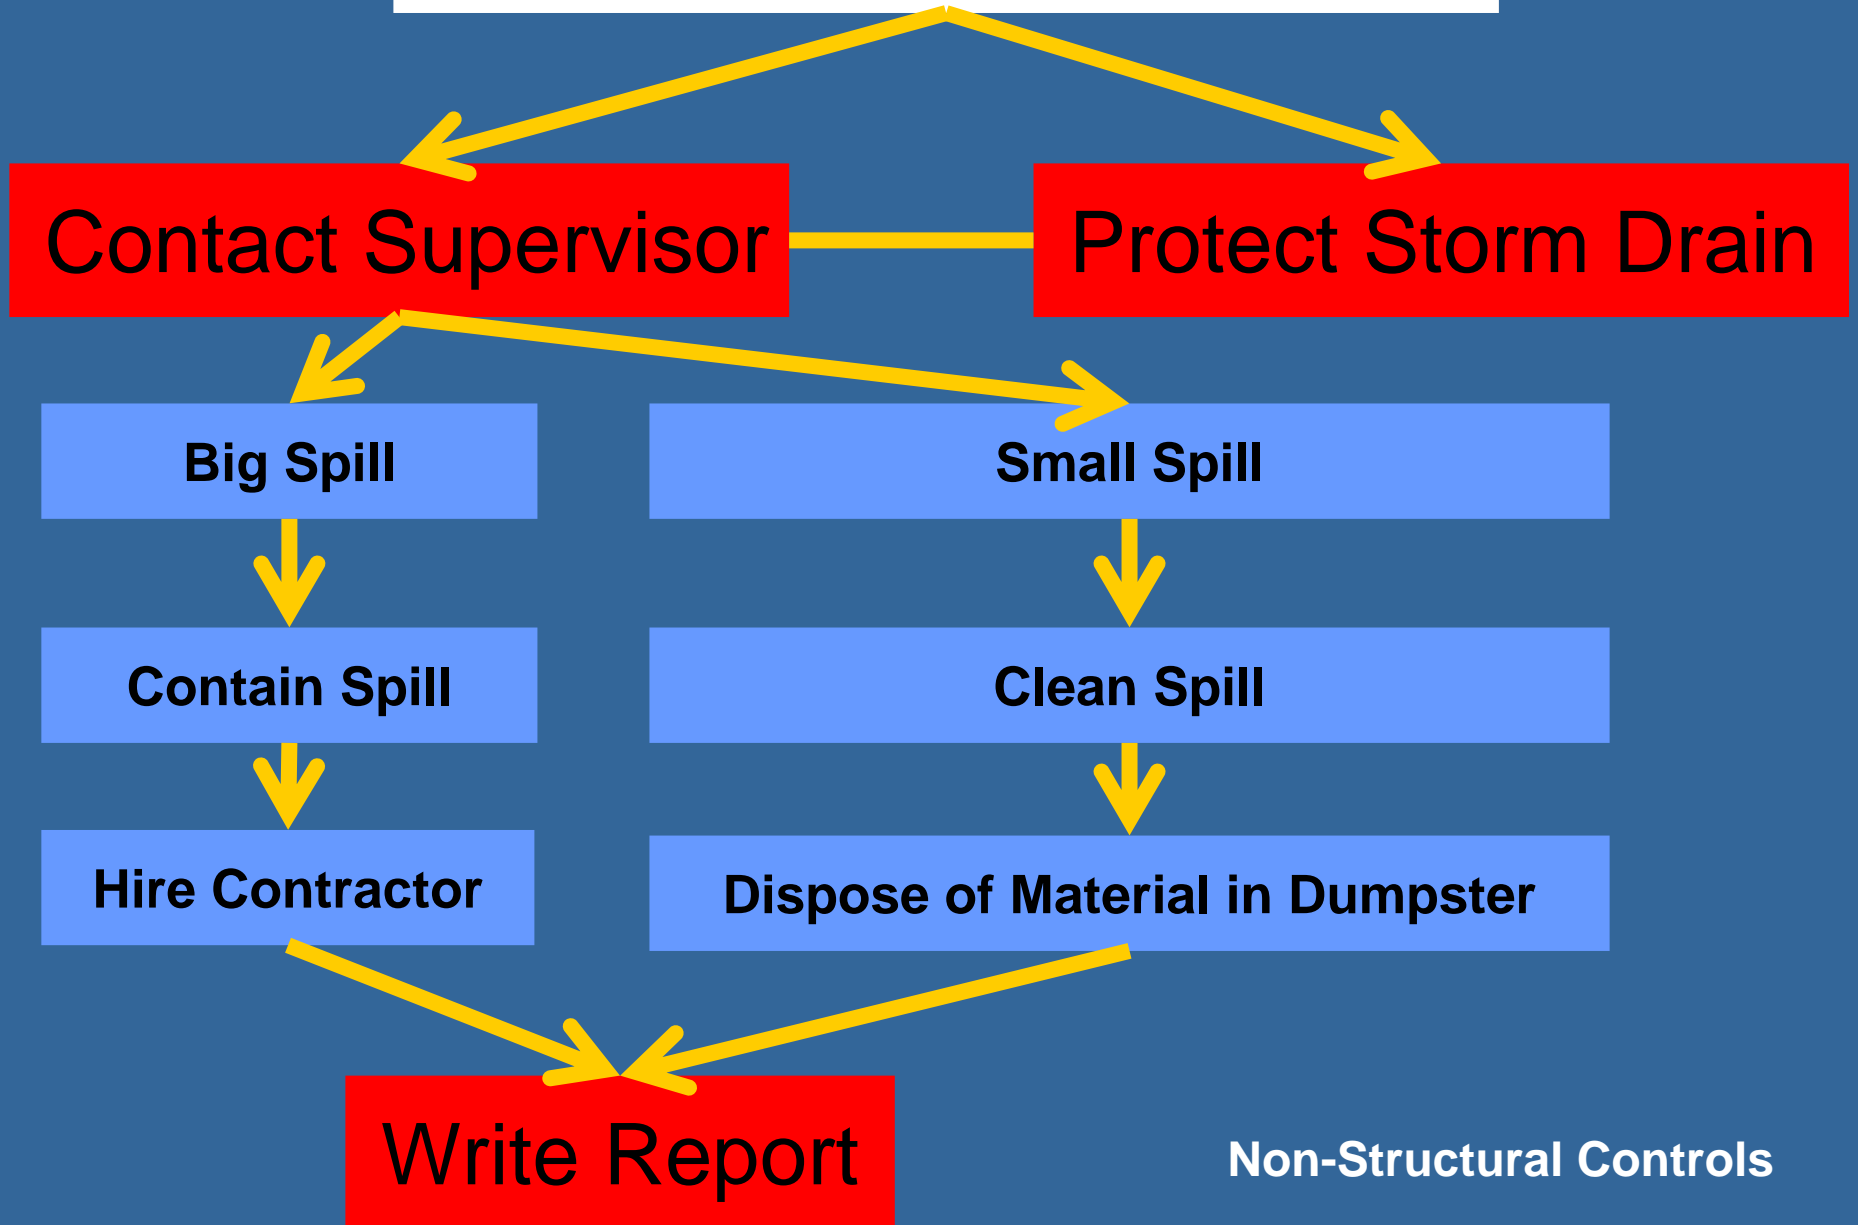 Contact Supervisor
Protect Storm Drain
Big Spill
Small Spill
Contain Spill
Clean Spill
Hire Contractor
Dispose of Material in Dumpster
Write Report
Non-Structural Controls